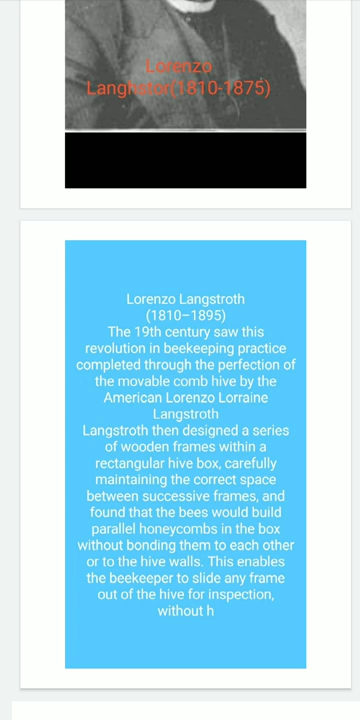 Lorenzo
Langhstor(1810-1875)
Lorenzo Langstroth
(1810–1895)
The 19th century saw this
revolution in beekeeping practice
completed through the perfection of
the movable comb hive by the
American Lorenzo Lorraine
Langstroth
Langstroth then designed a series
of wooden frames within a
rectangular hive box, carefully
maintaining the correct space
between successive frames, and
found that the bees would build
parallel honeycombs in the box
without bonding them to each other
or to the hive walls. This enables
the beekeeper to slide any frame
out of the hive for inspection,
without h